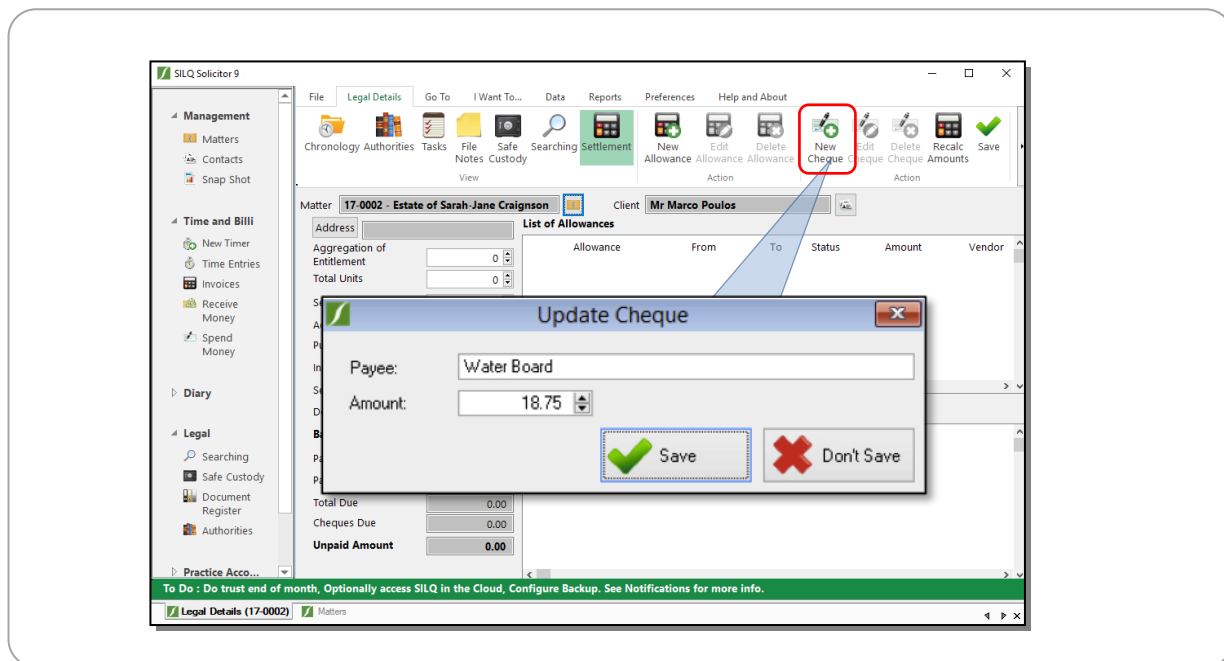 SILQ Solicitor 9
File Legal Details Go To I Want To... Data Reports Preferences Help and About
Chronology Authorities Tasks File Notes Safe Custody Searching Settlement New Allowance Edit Allowance Delete Allowance New Cheque Edit Cheque Delete Cheque Recalc Amounts Save
View Action Action
Management
Matters
Contacts
Snap Shot
Time and Billi
New Timer
Time Entries
Invoices
Receive
Money
Spend
Money
Diary
Legal
Searching
Safe Custody
Document
Register
Authorities
Practice Acco...
Matter 17-0002 - Estate of Sarah-Jane Craignson Client Mr Marco Poulos
Address
List of Allowances
Allowance From To Status Amount Vendor
Aggregation of
Entitlement 0
Total Units 0
Update Cheque
Payee: Water Board
Amount: 18.75
Save Don't Save
Total Due 0.00
Cheques Due 0.00
Unpaid Amount 0.00
To Do : Do trust end of month, Optionally access SILQ in the Cloud, Configure Backup. See Notifications for more info.
Legal Details (17-0002) Matters